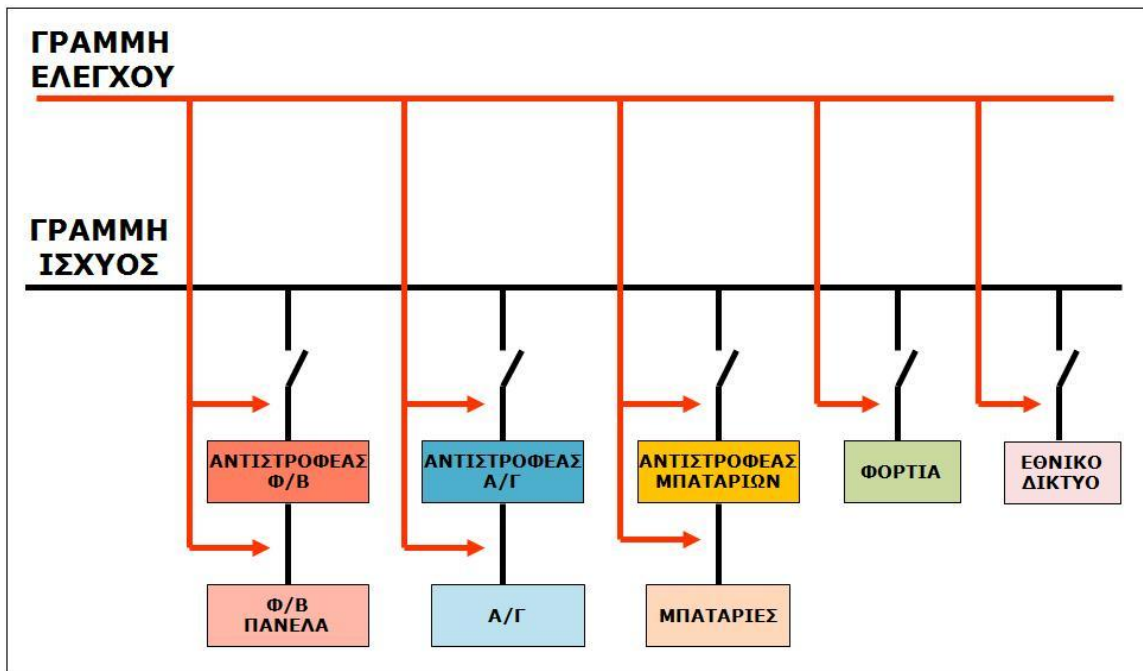 ΓΡΑΜΜΗ
ΕΛΕΓΧΟΥ
ΓΡΑΜΜΗ
ΙΣΧΥΟΣ
ΑΝΤΙΣΤΡΟΦΕΑΣ
Φ/Β
ΑΝΤΙΣΤΡΟΦΕΑΣ
Α/Γ
ΑΝΤΙΣΤΡΟΦΕΑΣ
ΜΠΑΤΑΡΙΩΝ
ΦΟΡΤΙΑ
ΕΘΝΙΚΟ
ΔΙΚΤΥΟ
Φ/Β
ΠΑΝΕΛΑ
Α/Γ
ΜΠΑΤΑΡΙΕΣ